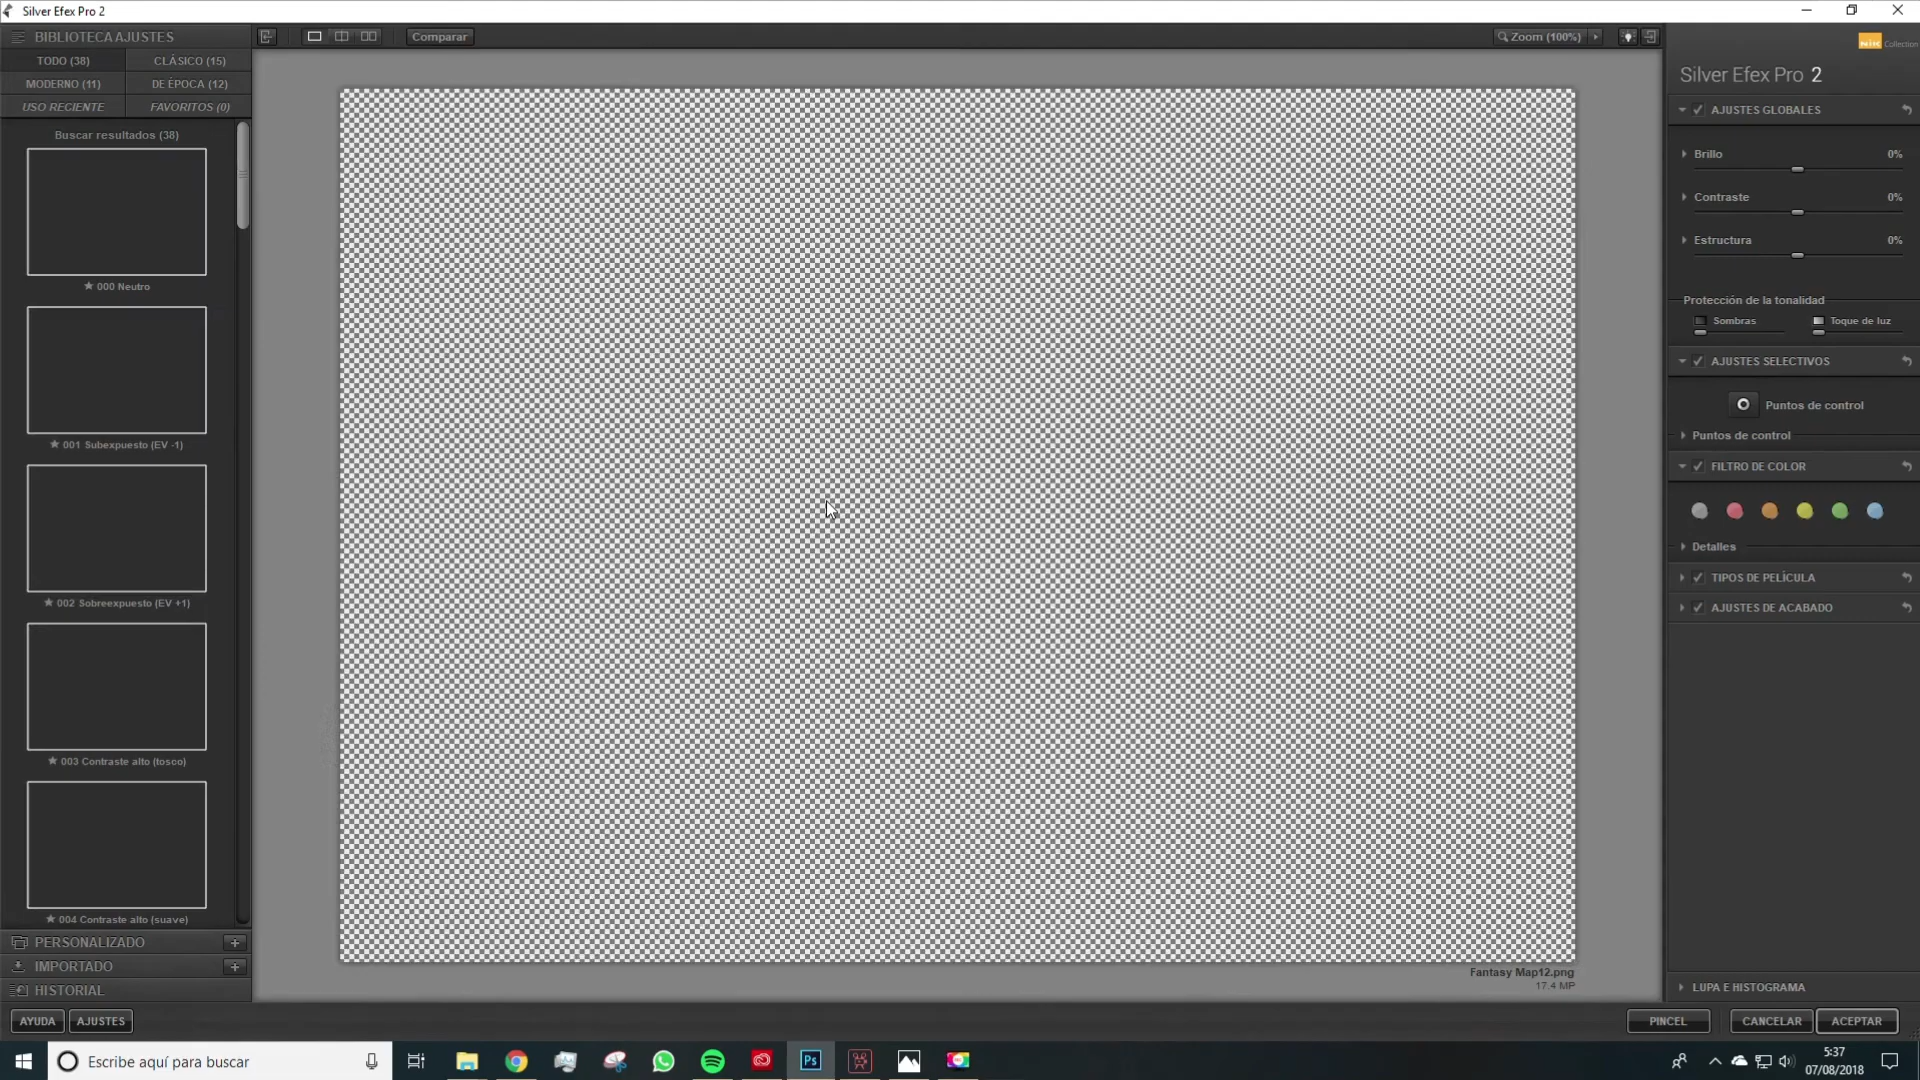 Silver Efex Pro 2
BIBLIOTECA AJUSTES
TODO (38)
CLÁSICO (15)
MODERNO (11)
DE ÉPOCA (12)
USO RECIENTE
FAVORITOS (0)
Buscar resultados (38)
★ 000 Neutro
★ 001 Subexpuesto (EV -1)
★ 002 Sobreexpuesto (EV +1)
★ 003 Contraste alto (tosco)
★ 004 Contraste alto (suave)
PERSONALIZADO
IMPORTADO
HISTORIAL
AYUDA
AJUSTES
Comparar
Zoom (100%)
Fantasy Map12.png
17.4 MP
Nik Collection
Silver Efex Pro 2
AJUSTES GLOBALES
Brillo 0%
Contraste 0%
Estructura 0%
Protección de la tonalidad
Sombras
Toque de luz
AJUSTES SELECTIVOS
Puntos de control
Puntos de control
FILTRO DE COLOR
Detalles
TIPOS DE PELÍCULA
AJUSTES DE ACABADO
LUPA E HISTOGRAMA
PINCEL
CANCELAR
ACEPTAR
Escribe aquí para buscar
Ps
5:37
07/08/2018